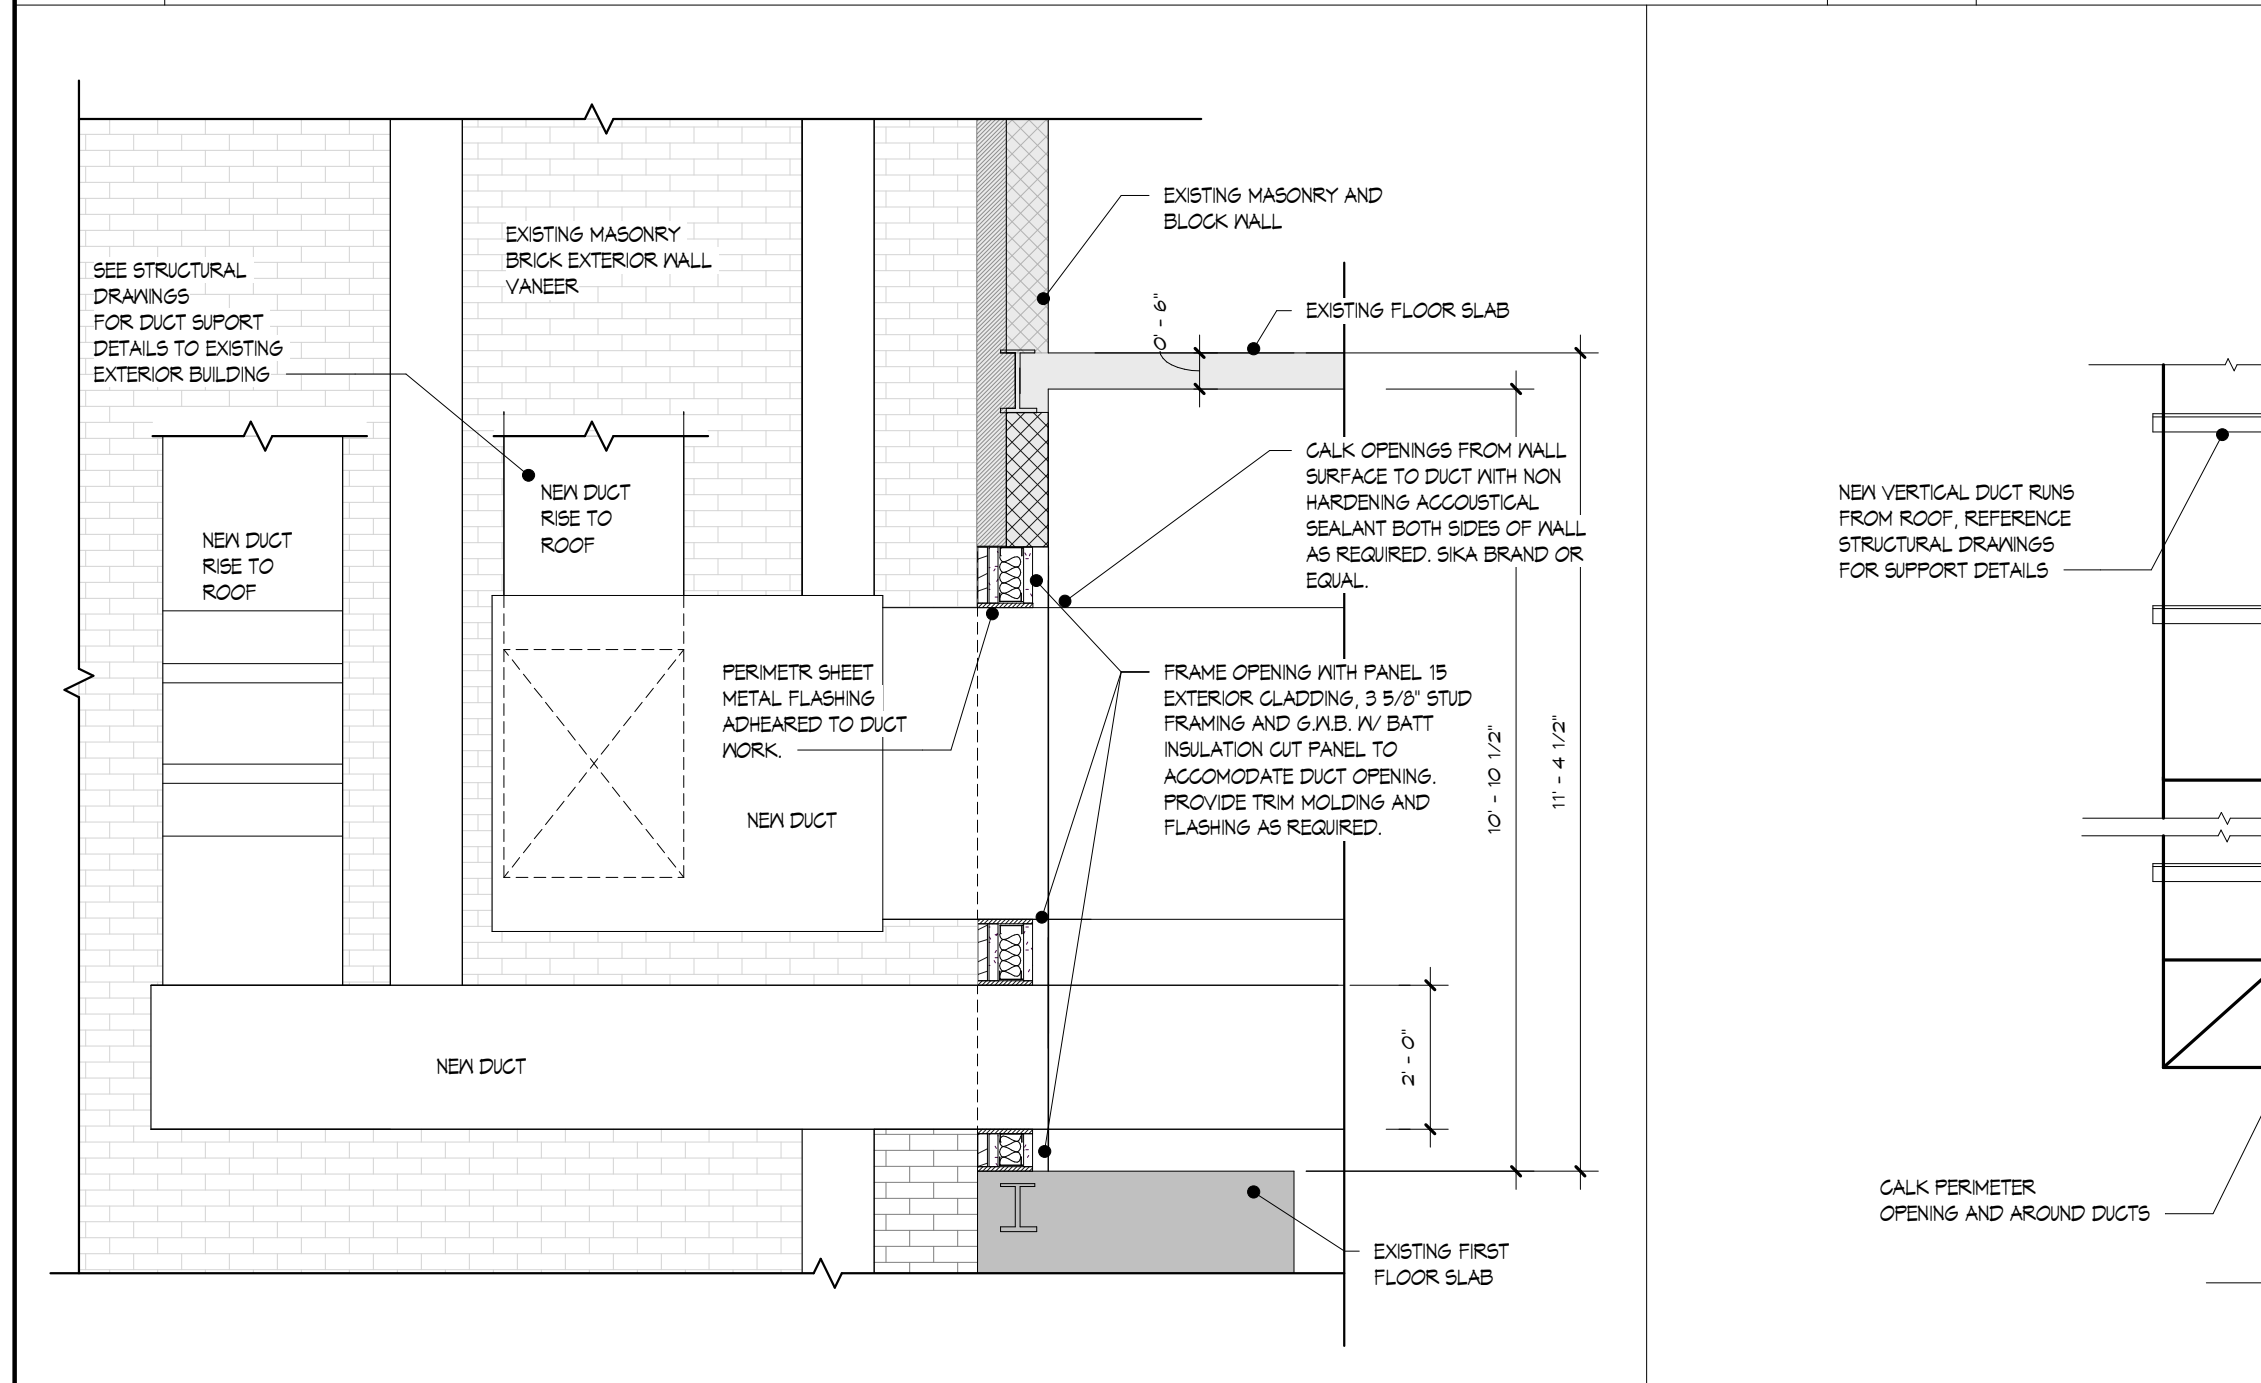 EXISTING MASONRY AND
BLOCK WALL
EXISTING MASONRY
BRICK EXTERIOR WALL
VANEER
SEE STRUCTURAL
DRAWINGS
FOR DUCT SUPORT
DETAILS TO EXISTING
EXTERIOR BUILDING
0' - 6"
EXISTING FLOOR SLAB
CALK OPENINGS FROM WALL
SURFACE TO DUCT WITH NON
HARDENING ACCOUSTICAL
SEALANT BOTH SIDES OF WALL
AS REQUIRED. SIKA BRAND OR
EQUAL.
NEW DUCT
RISE TO
ROOF
NEW DUCT
RISE TO
ROOF
NEW VERTICAL DUCT RUNS
FROM ROOF, REFERENCE
STRUCTURAL DRAWINGS
FOR SUPPORT DETAILS
PERIMETR SHEET
METAL FLASHING
ADHEARED TO DUCT
WORK.
FRAME OPENING WITH PANEL 15
EXTERIOR CLADDING, 3 5/8" STUD
FRAMING AND G.W.B. W/ BATT
INSULATION CUT PANEL TO
ACCOMODATE DUCT OPENING.
PROVIDE TRIM MOLDING AND
FLASHING AS REQUIRED.
10' - 10 1/2"
11' - 4 1/2"
NEW DUCT
NEW DUCT
2' - 0"
CALK PERIMETER
OPENING AND AROUND DUCTS
EXISTING FIRST
FLOOR SLAB